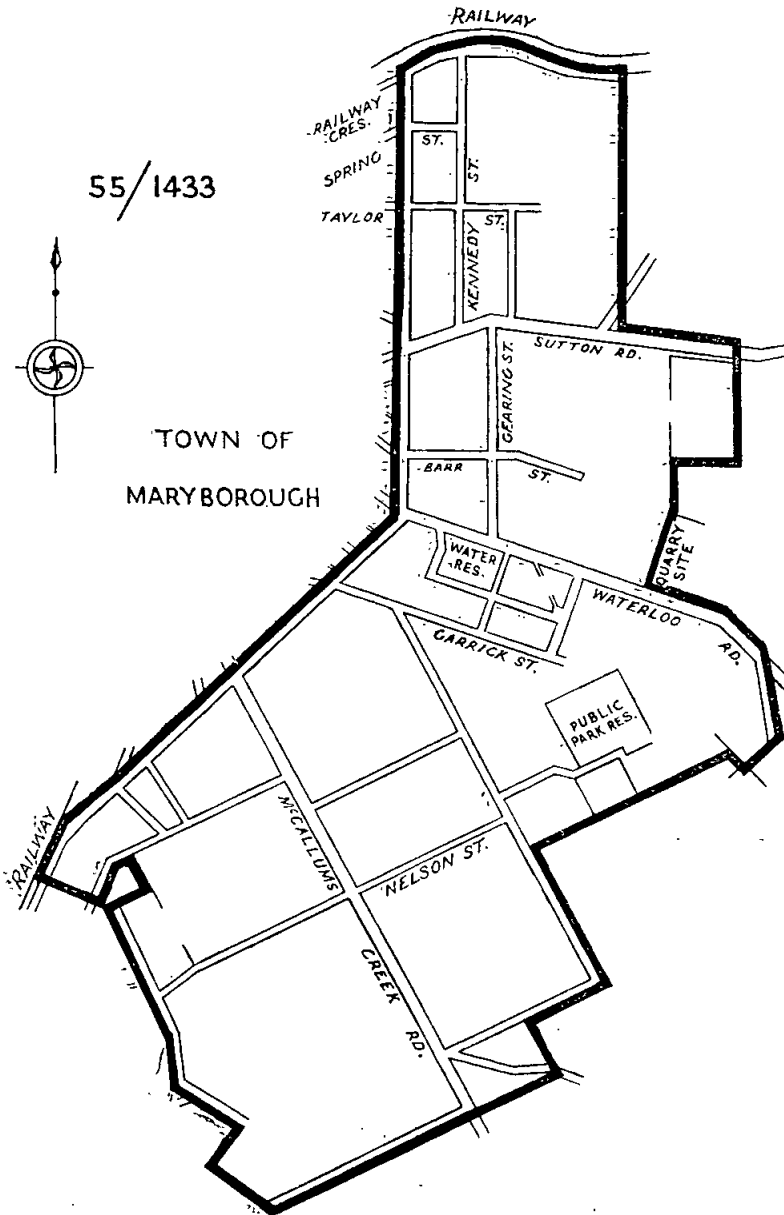 RAILWAY
RAILWAY
CRES.
ST.
SPRING
ST.
55/1433
TAYLOR
ST.
KENNEDY
SUTTON RD.
GEARING ST.
TOWN OF
MARYBOROUGH
BARR
ST.
WATER
RES.
QUARRY
SITE
WATERLOO
RD.
GARRICK ST.
PUBLIC
PARK RES.
RAILWAY
McCALLUMS
NELSON ST.
CREEK
RD.